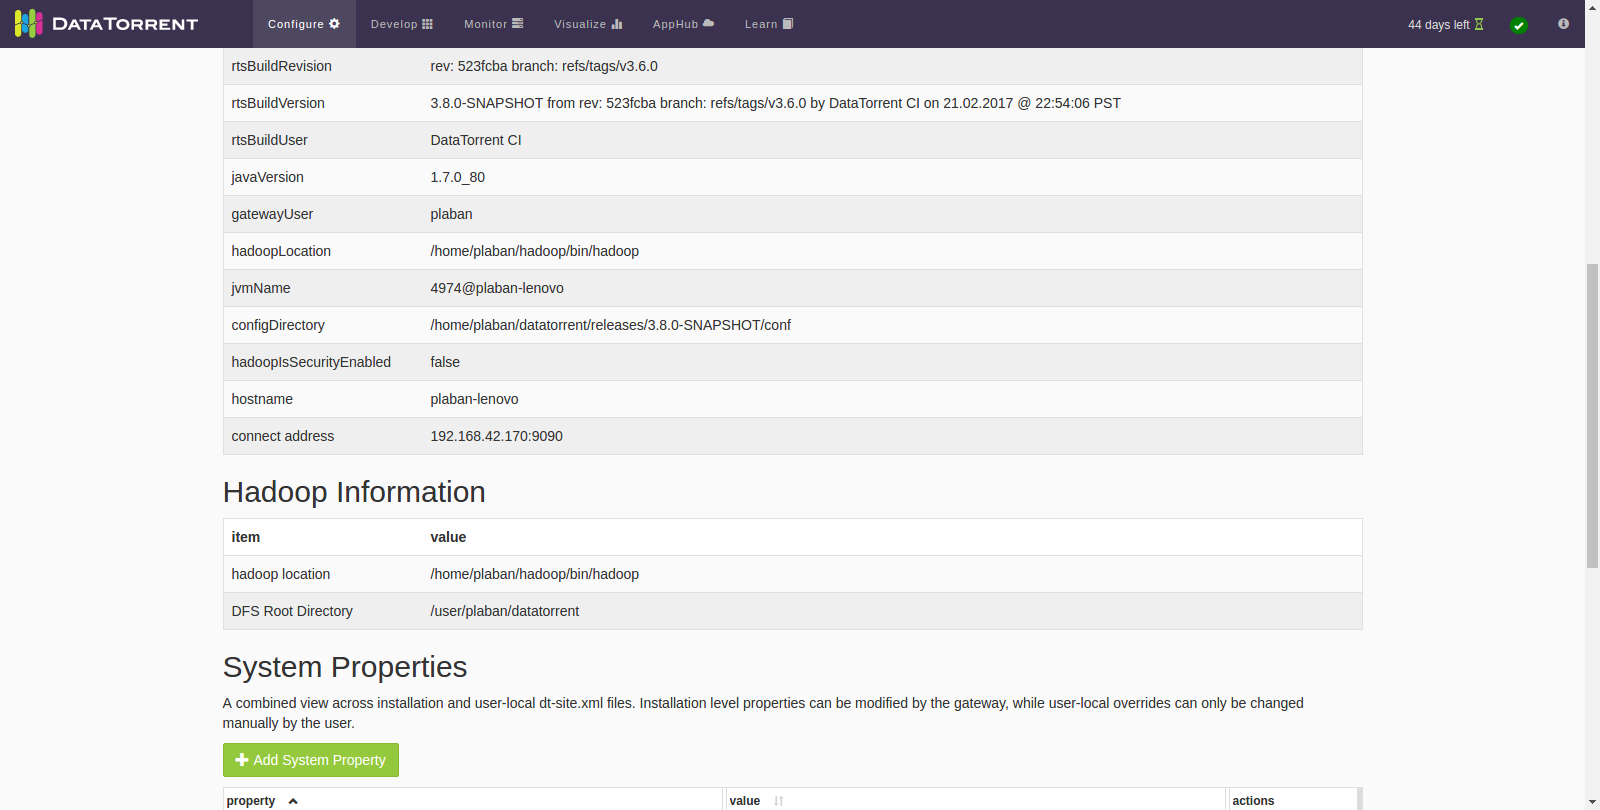 DATATORRENT
Configure Develop Monitor Visualize AppHub Learn 44 days left
rtsBuildRevision rev: 523fcba branch: refs/tags/v3.6.0
rtsBuildVersion 3.8.0-SNAPSHOT from rev: 523fcba branch: refs/tags/v3.6.0 by DataTorrent CI on 21.02.2017 @ 22:54:06 PST
rtsBuildUser DataTorrent CI
javaVersion 1.7.0_80
gatewayUser plaban
hadoopLocation /home/plaban/hadoop/bin/hadoop
jvmName 4974@plaban-lenovo
configDirectory /home/plaban/datatorrent/releases/3.8.0-SNAPSHOT/conf
hadoopIsSecurityEnabled false
hostname plaban-lenovo
connect address 192.168.42.170:9090
Hadoop Information
item value
hadoop location /home/plaban/hadoop/bin/hadoop
DFS Root Directory /user/plaban/datatorrent
System Properties
A combined view across installation and user-local dt-site.xml files. Installation level properties can be modified by the gateway, while user-local overrides can only be changed
manually by the user.
Add System Property
property value actions